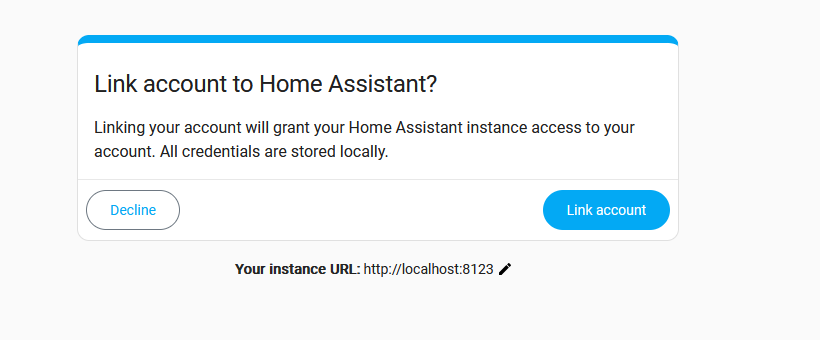 Link account to Home Assistant?
Linking your account will grant your Home Assistant instance access to your
account. All credentials are stored locally.
Decline
Link account
Your instance URL: http://localhost:8123